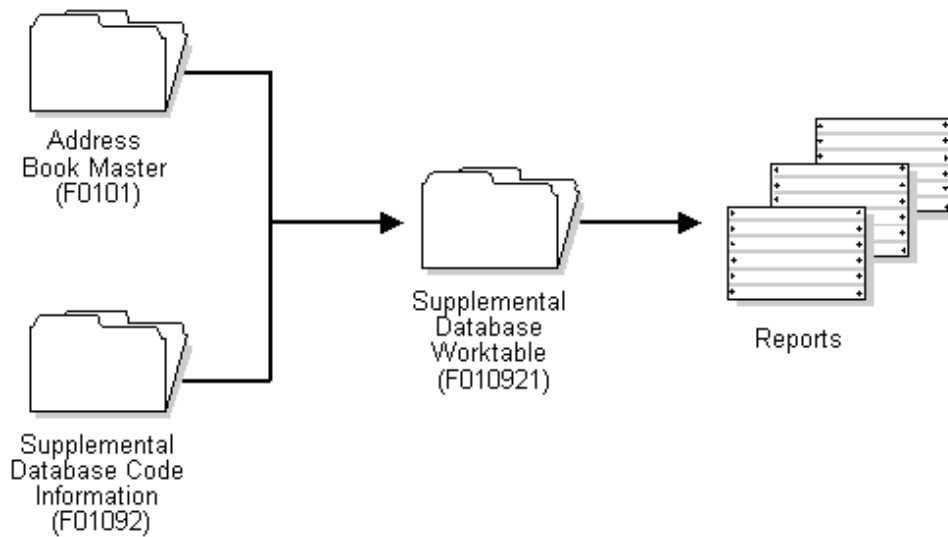 Address
Book Master
(F0101)
Supplemental
Database
Worktable
(F010921)
Reports
Supplemental
Database Code
Information
(F01092)